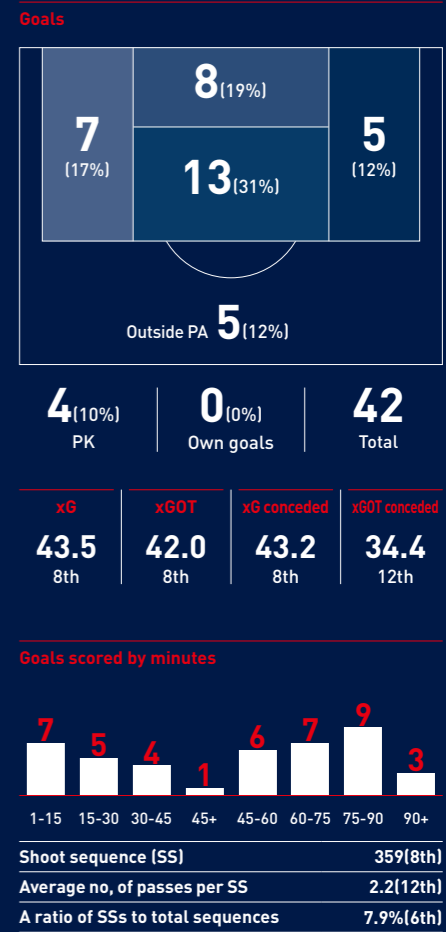 Goals
8(19%)
7
(17%)
5
(12%)
13(31%)
Outside PA 5(12%)
4(10%) 0(0%) 42
PK Own goals Total
xG xGOT xG conceded xGOT conceded
43.5 42.0 43.2 34.4
8th 8th 8th 12th
Goals scored by minutes
7 5 4 1 6 7 9 3
1-15 15-30 30-45 45+ 45-60 60-75 75-90 90+
Shoot sequence (SS) 359(8th)
Average no, of passes per SS 2.2(12th)
A ratio of SSs to total sequences 7.9%(6th)